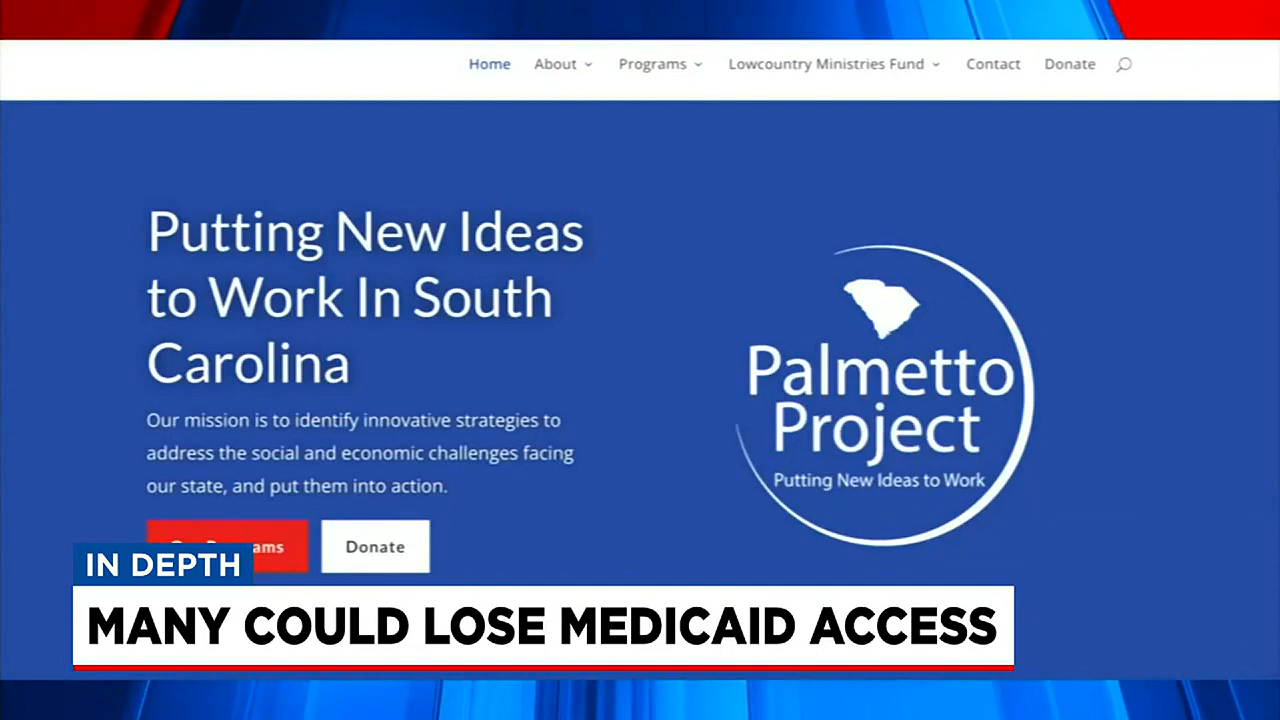 Home About Programs Lowcountry Ministries Fund Contact Donate
Putting New Ideas
to Work In South
Carolina
Our mission is to identify innovative strategies to
address the social and economic challenges facing
our state, and put them into action.
Donate
Palmetto
Project
Putting New Ideas to Work
IN DEPTH
MANY COULD LOSE MEDICAID ACCESS